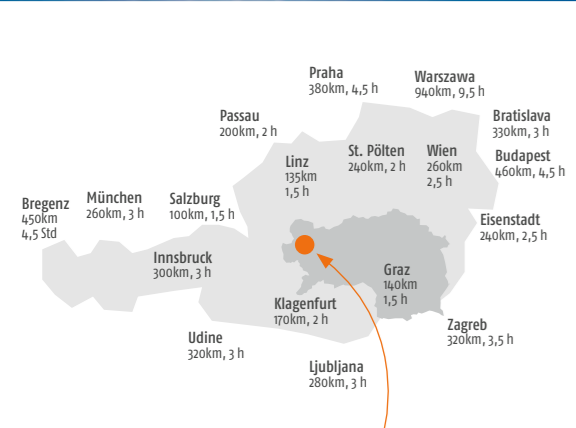 Praha
380km, 4,5 h
Warszawa
940km, 9,5 h
Passau
200km, 2 h
Bratislava
330km, 3 h
Linz
135km
1,5 h
St. Pölten
240km, 2 h
Wien
260km
2,5 h
Budapest
460km, 4,5 h
Bregenz
450km
4,5 Std
München
260km, 3 h
Salzburg
100km, 1,5 h
Eisenstadt
240km, 2,5 h
Innsbruck
300km, 3 h
Graz
140km
1,5 h
Klagenfurt
170km, 2 h
Zagreb
320km, 3,5 h
Udine
320km, 3 h
Ljubljana
280km, 3 h